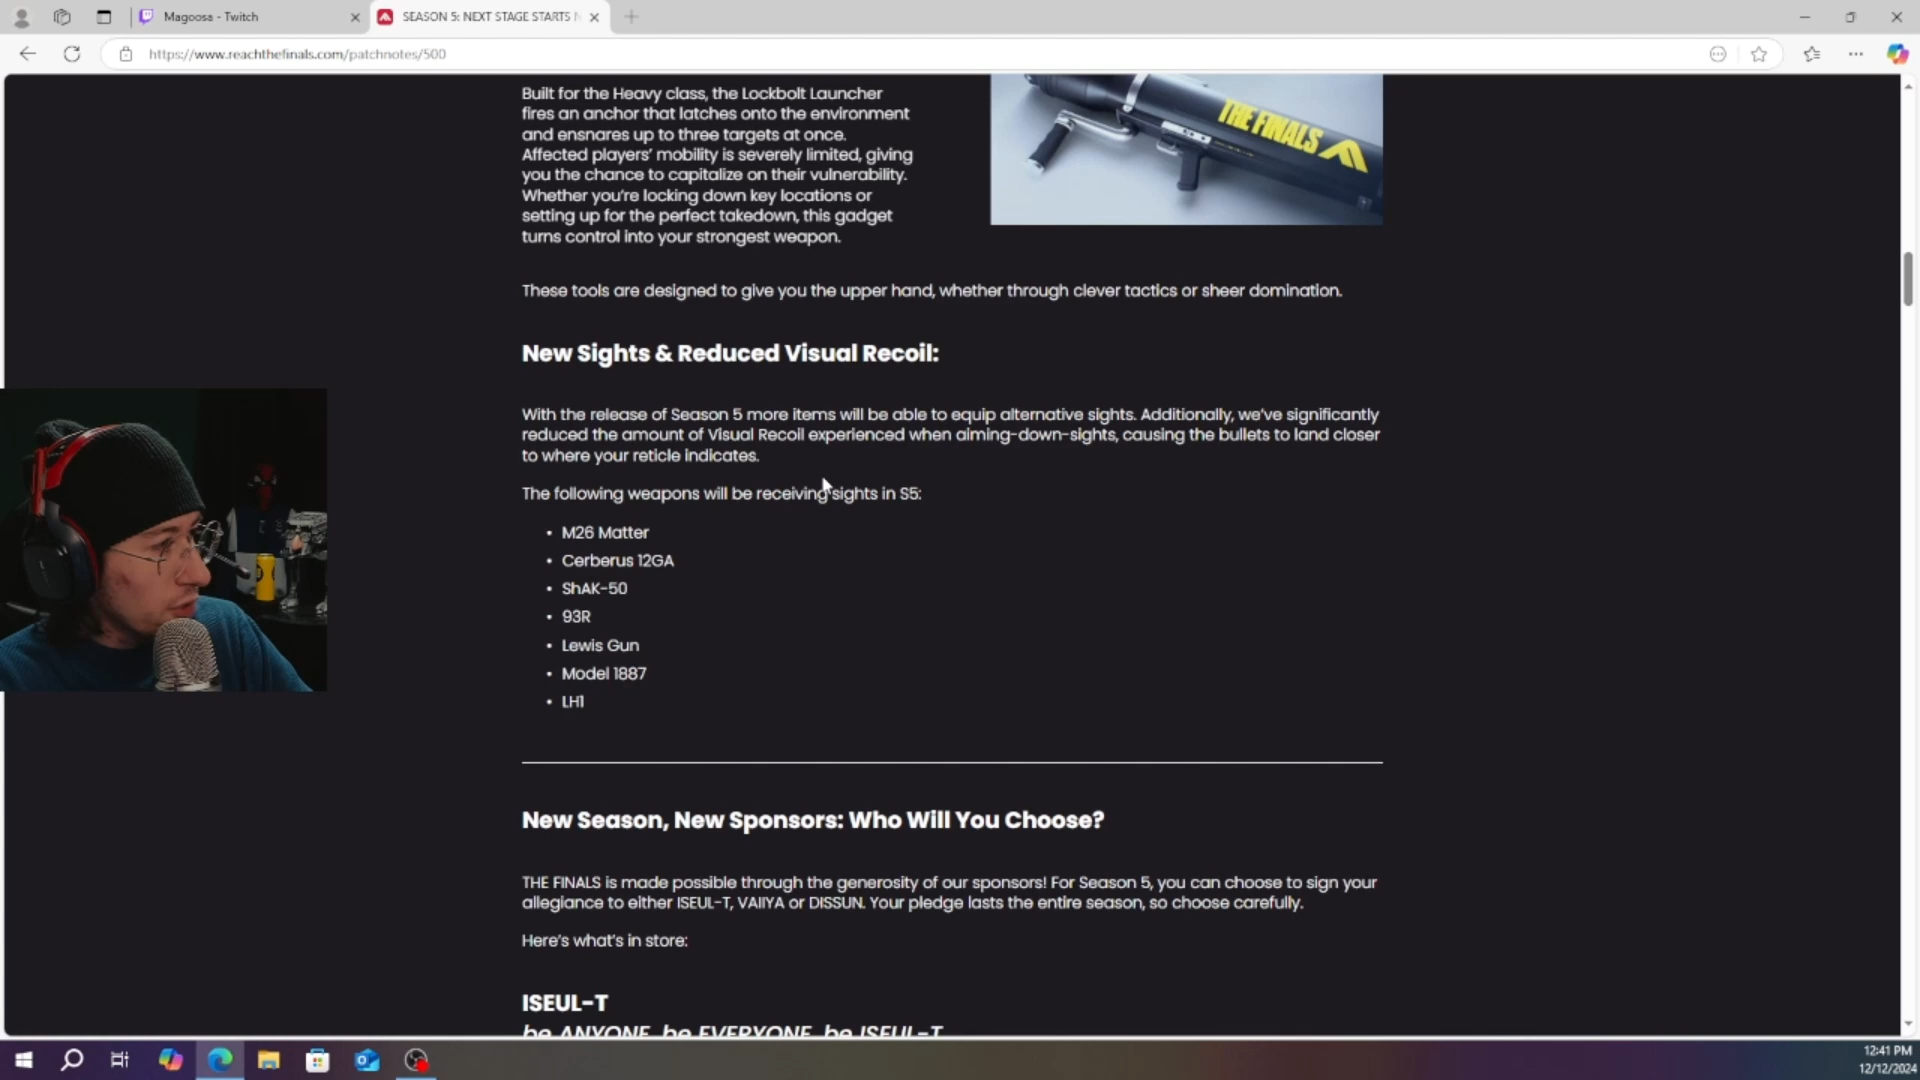 Magoosa - Twitch
SEASON 5: NEXT STAGE STARTS
https://www.reachthefinals.com/patchnotes/500
Built for the Heavy class, the Lockbolt Launcher
fires an anchor that latches onto the environment
and ensnares up to three targets at once.
Affected players' mobility is severely limited, giving
you the chance to capitalize on their vulnerability.
Whether you're locking down key locations or
setting up for the perfect takedown, this gadget
turns control into your strongest weapon.
THE FINALS
These tools are designed to give you the upper hand, whether through clever tactics or sheer domination.
New Sights & Reduced Visual Recoil:
With the release of Season 5 more items will be able to equip alternative sights. Additionally, we've significantly
reduced the amount of Visual Recoil experienced when aiming-down-sights, causing the bullets to land closer
to where your reticle indicates.
The following weapons will be receiving sights in S5:
• M26 Matter
• Cerberus 12GA
• ShAK-50
• 93R
• Lewis Gun
• Model 1887
• LH1
New Season, New Sponsors: Who Will You Choose?
THE FINALS is made possible through the generosity of our sponsors! For Season 5, you can choose to sign your
allegiance to either ISEUL-T, VAIIYA or DISSUN. Your pledge lasts the entire season, so choose carefully.
Here's what's in store:
ISEUL-T
be ANYONE, be EVERYONE, be ISEUL-T
12:41 PM
12/12/2024